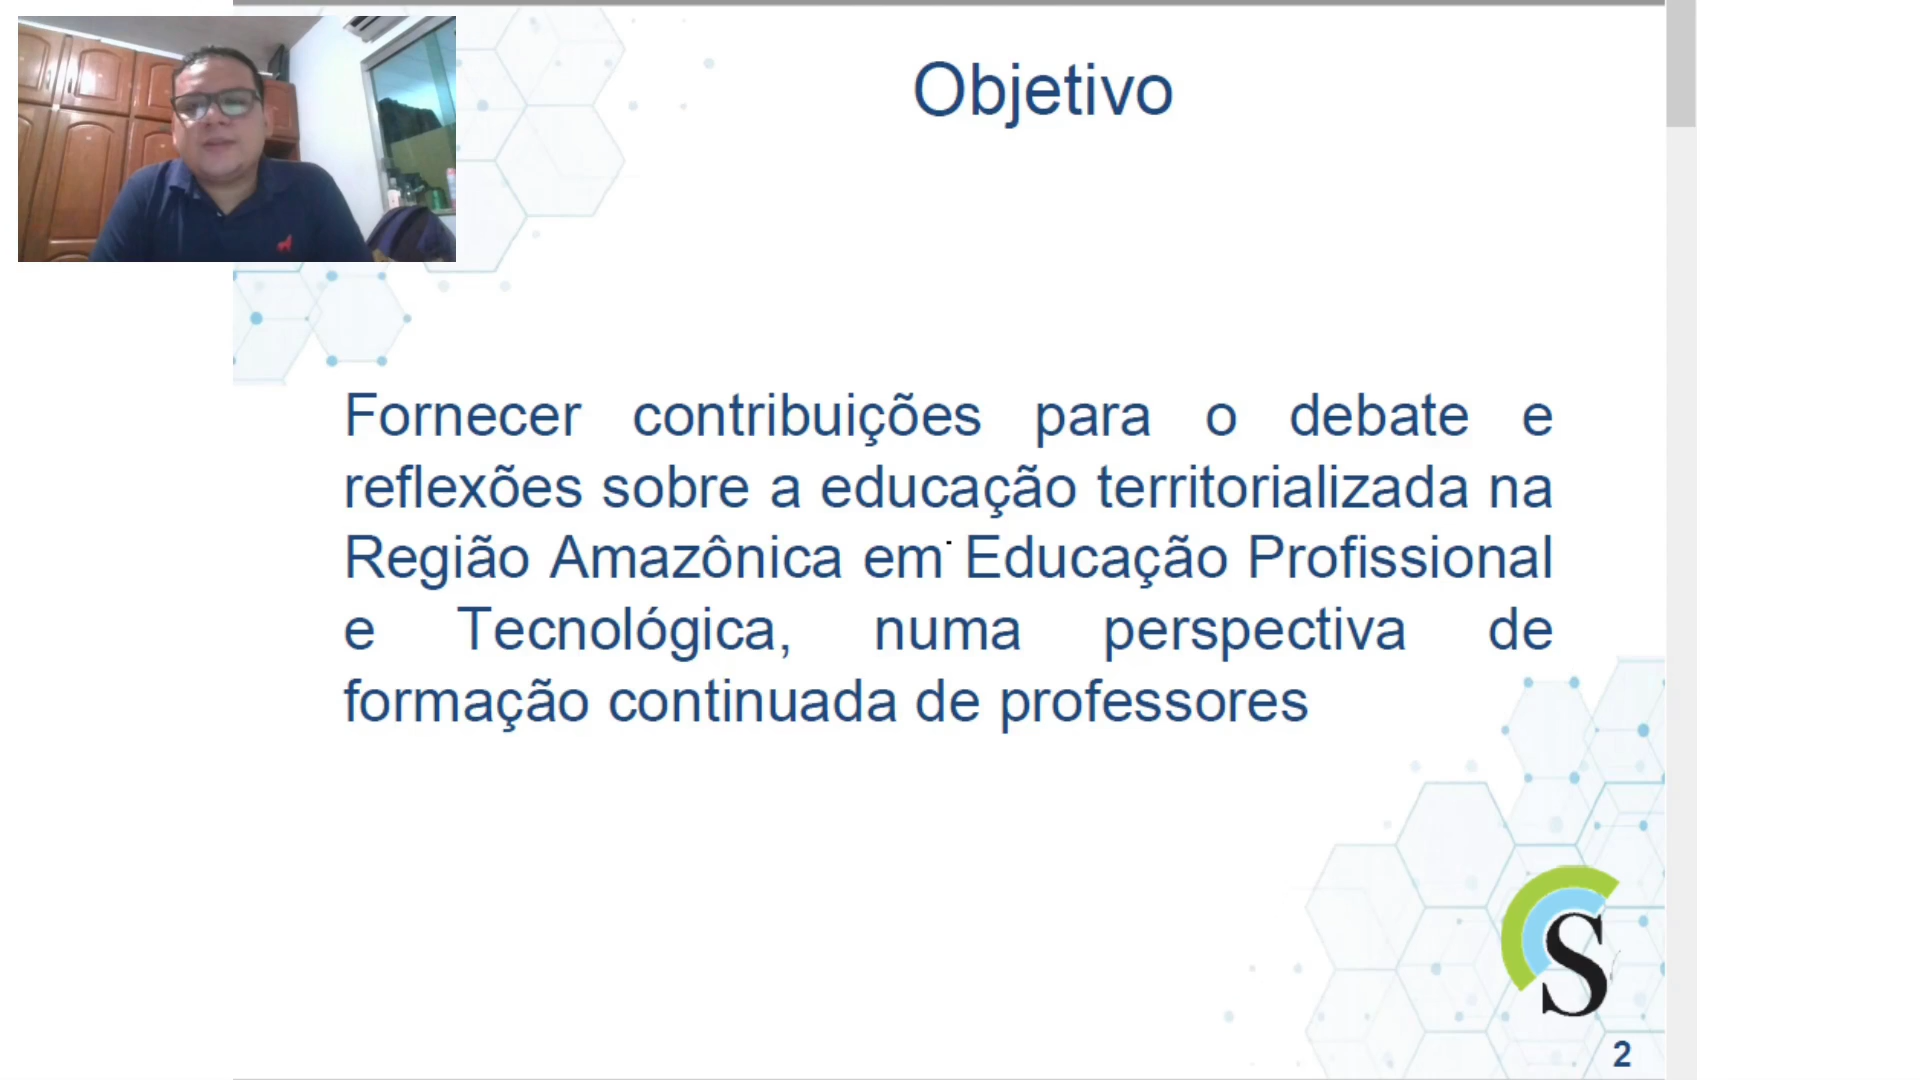 Objetivo
Fornecer contribuições para o debate e
reflexões sobre a educação territorializada na
Região Amazônica em Educação Profissional
e Tecnológica, numa perspectiva de
formação continuada de professores
S
2